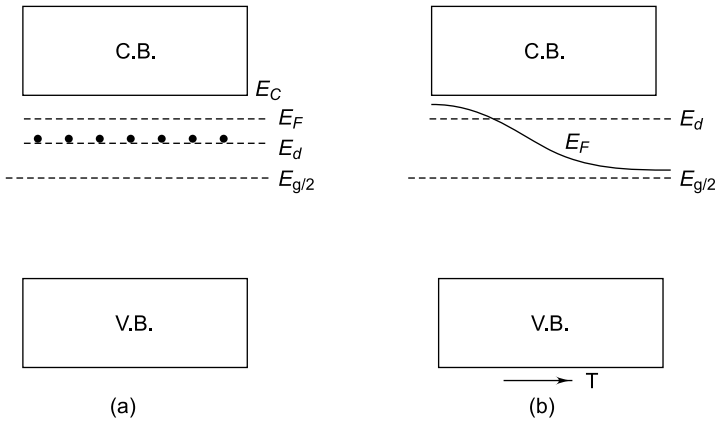 C.B.
E_C
E_F
E_d
E_g/2
V.B.
(a)
C.B.
E_d
E_F
E_g/2
V.B.
T
(b)